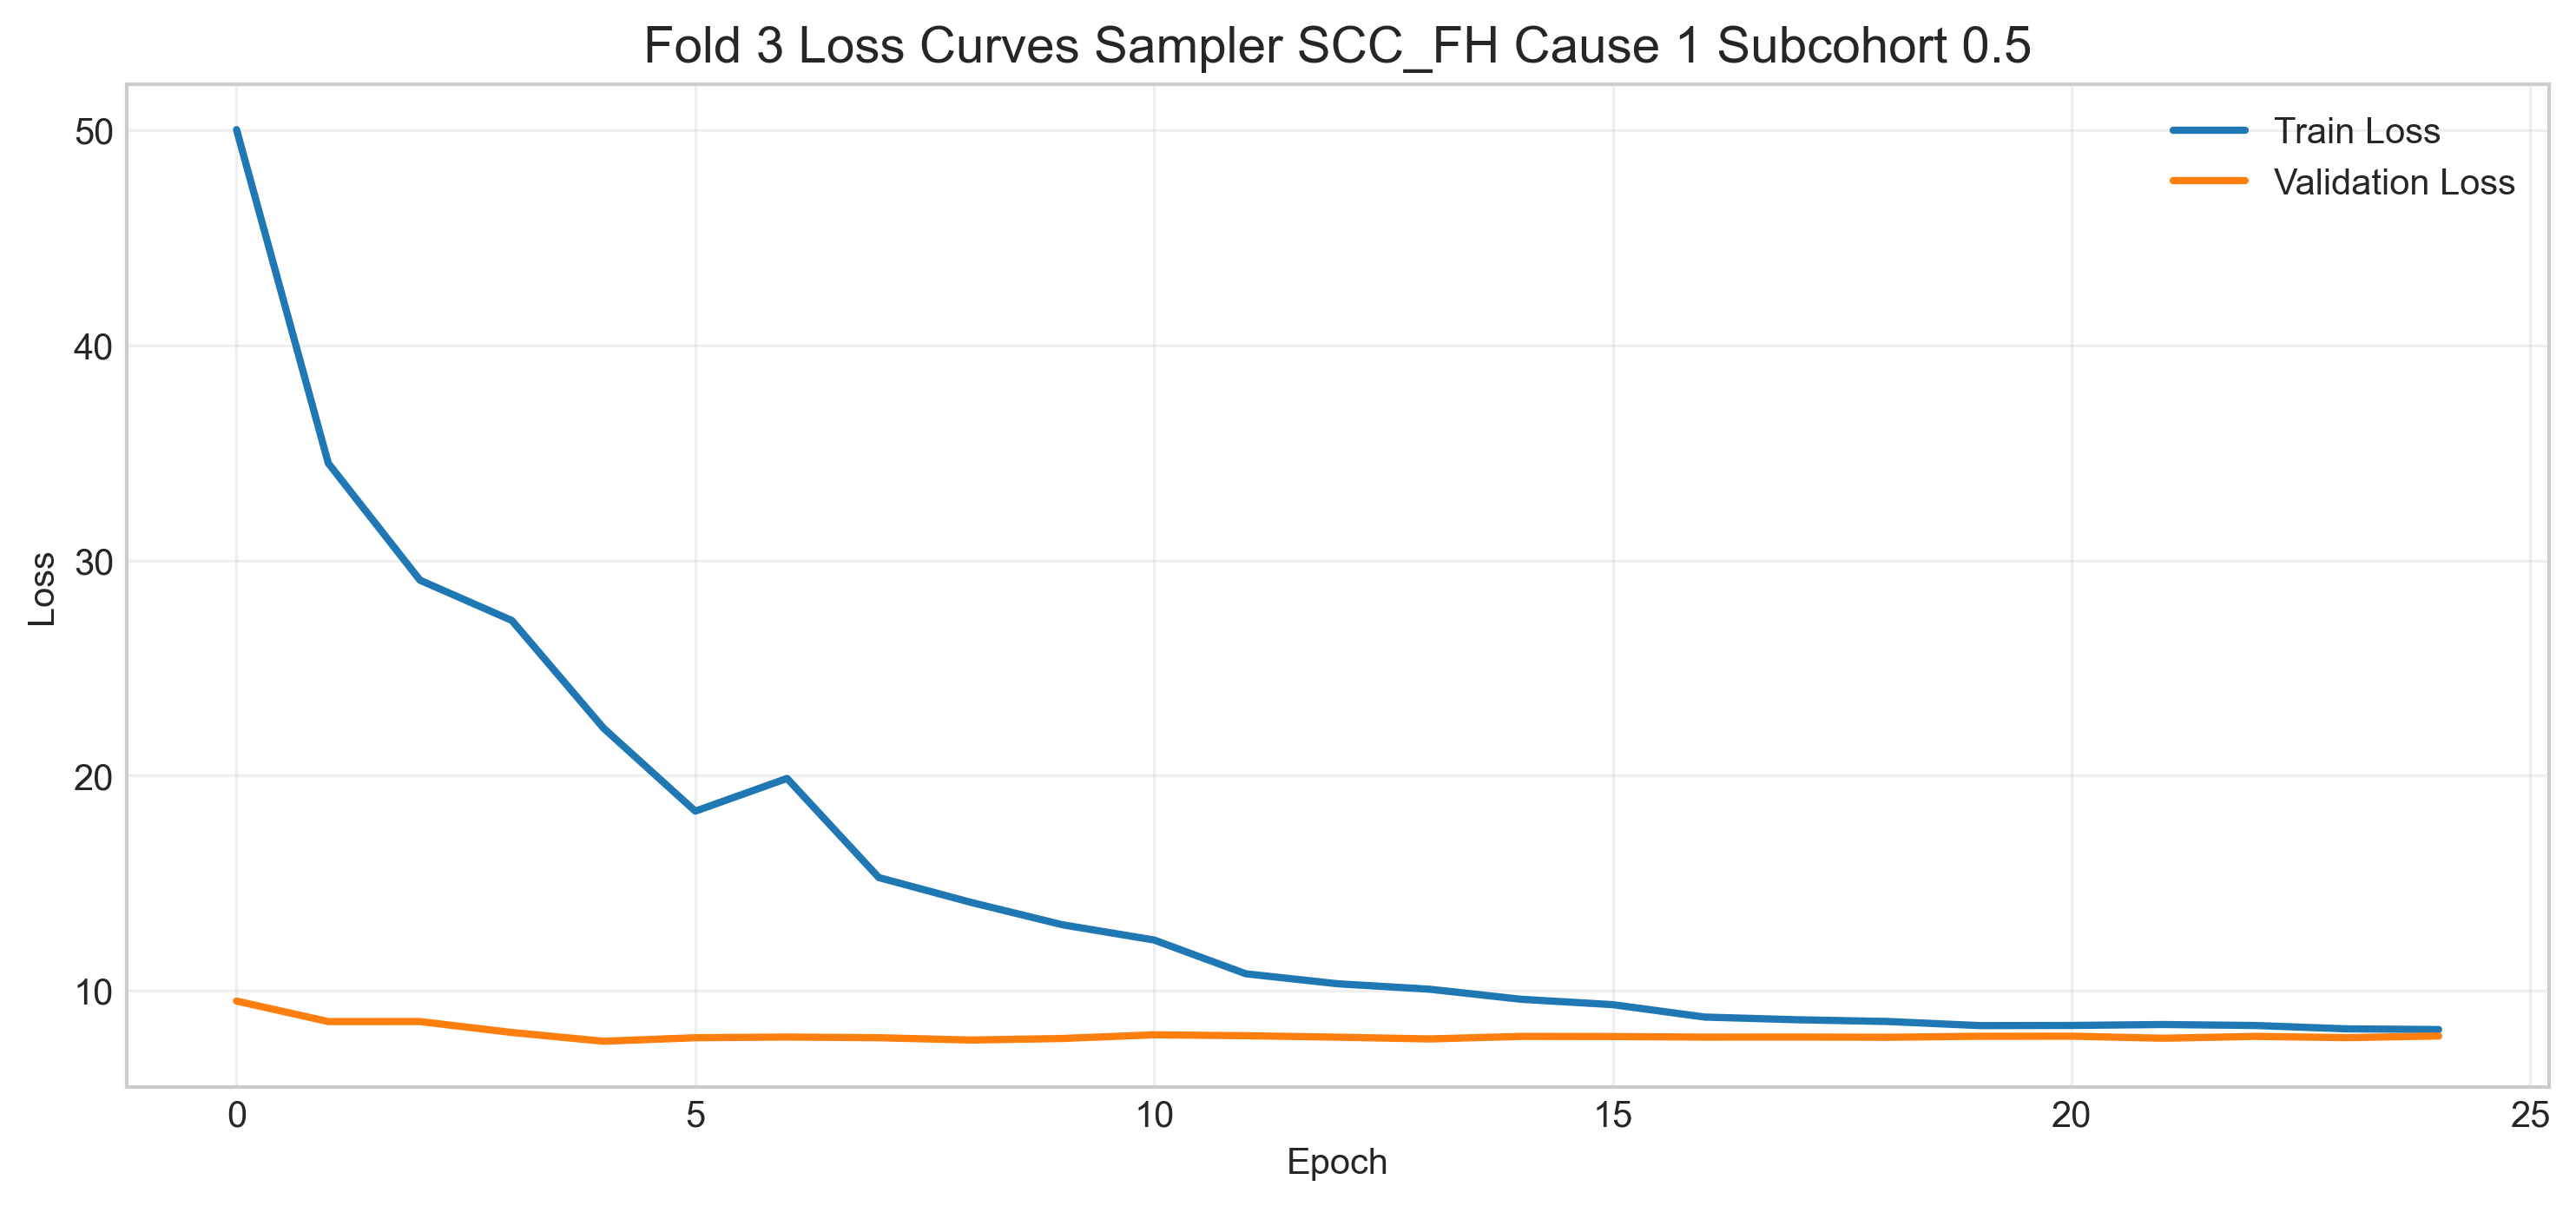 Fold 3 Loss Curves Sampler SCC_FH Cause 1 Subcohort 0.5
Train Loss
Validation Loss
50
40
30
20
10
Loss
0 5 10 15 20 25
Epoch